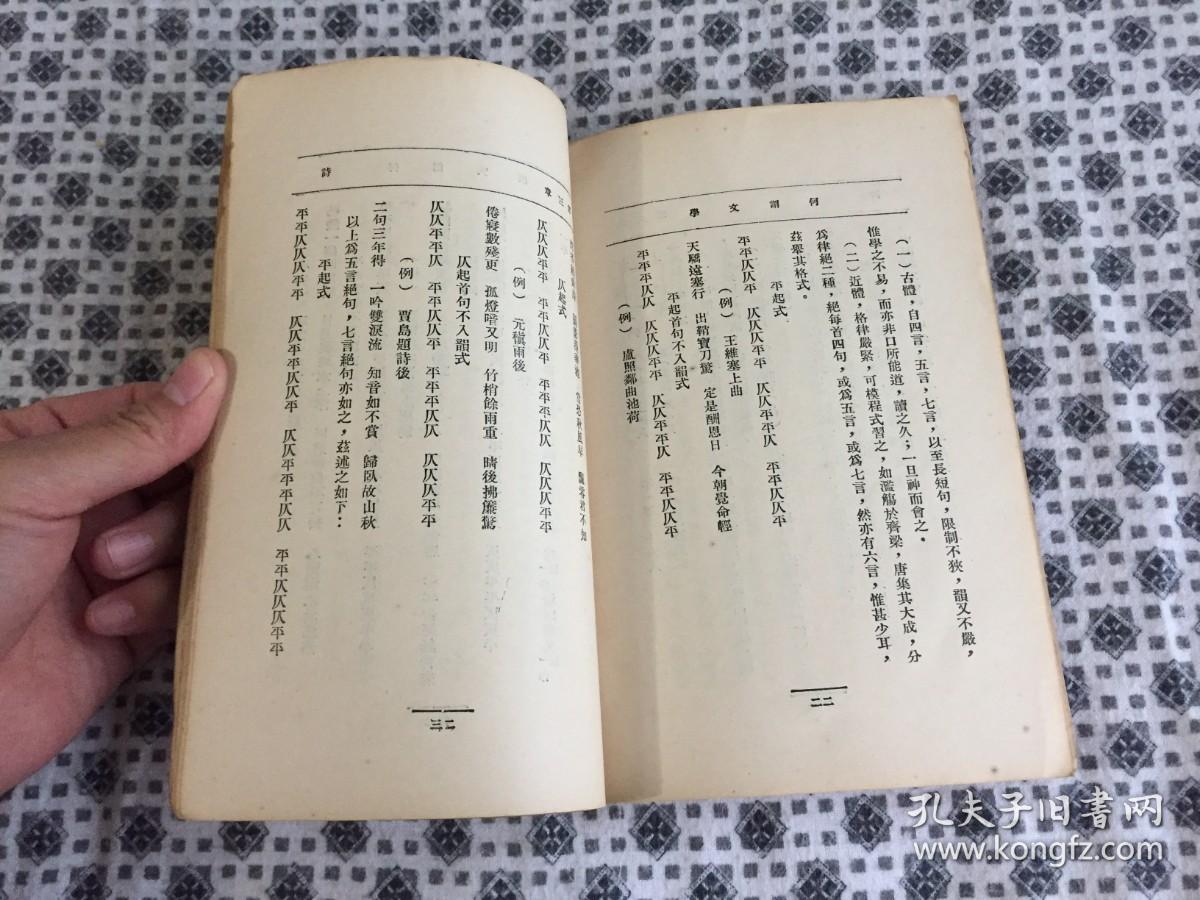 何謂文學
(一)古體,自四言,五言,七言,以至長短句,限制不狹,韻又不嚴,
惟學之不易,而亦非口所能道,讀之久;一旦神而會之。
(二)近體,格律嚴緊,可模程式習之,如濫觴於齊梁,唐集其大成,分
爲律絕二種,絕每首四句,或爲五言,或爲七言,然亦有六言,惟甚少耳,
茲舉其格式。
平起式
平平仄仄平 仄仄仄平平 仄仄平平仄 平平仄仄平
(例) 王維塞上曲
天驕遠塞行 出鞘寶刀鳴 定是酬恩日 今朝覺命輕
平起首句不入韻式
平平平仄仄 仄仄仄平平 仄仄平平仄 平平仄仄平
(例) 盧照鄰曲池荷
二二
三章
詩
不如
仄起式
仄仄仄平平 平平仄仄平 平平平仄仄 仄仄仄平平
(例) 元稹雨後
倦寢數殘更 孤燈暗又明 竹梢餘雨重 時後拂簾驚
仄起首句不入韻式
仄仄平平仄 平平仄仄平 平平平仄仄 仄仄仄平平
(例) 賈島題詩後
二句三年得 一吟雙淚流 知音如不賞 歸臥故山秋
以上爲五言絕句,七言絕句亦如之,茲述之如下:
平起式
平平仄仄仄平平 仄仄平平仄仄平 仄仄平平平仄仄 平平仄仄仄平平
二三
孔夫子旧書网
www.kongfz.com